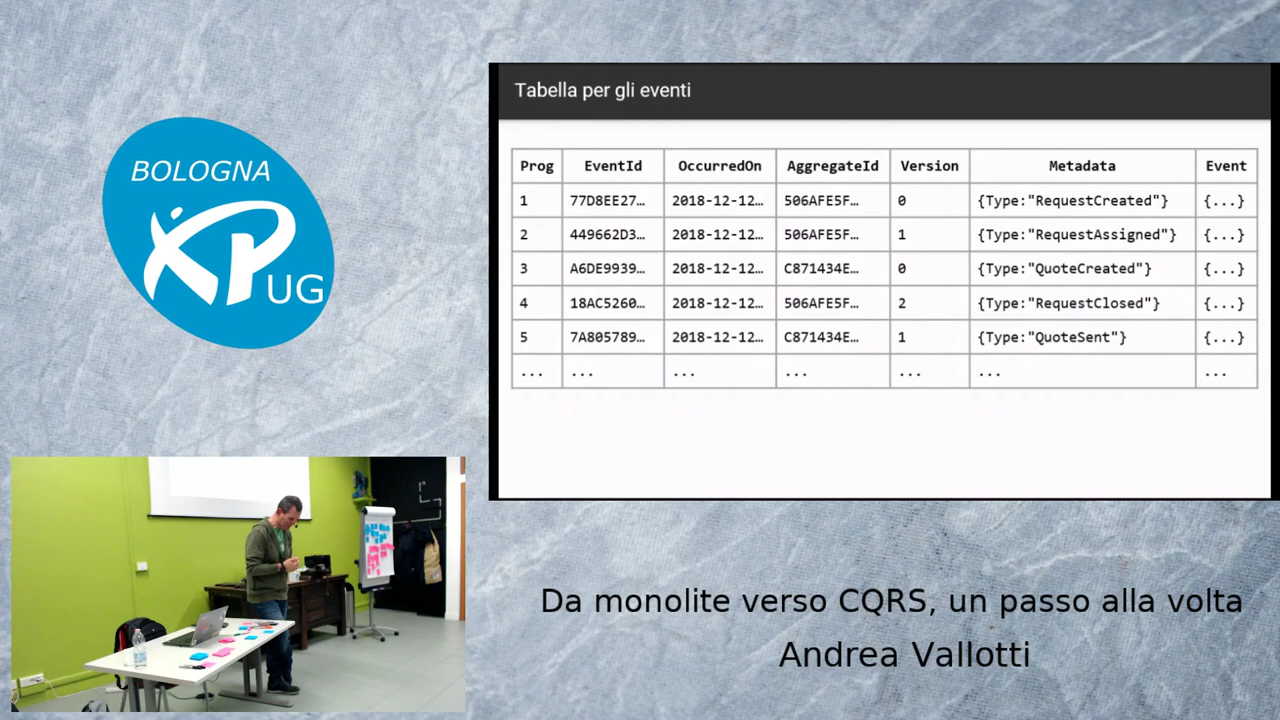 BOLOGNA
XP
UG
Tabella per gli eventi
Prog EventId OccurredOn AggregateId Version Metadata Event
1 77D8EE27… 2018-12-12… 506AFE5F… 0 {Type:"RequestCreated"} {...}
2 449662D3… 2018-12-12… 506AFE5F… 1 {Type:"RequestAssigned"} {...}
3 A6DE9939… 2018-12-12… C871434E… 0 {Type:"QuoteCreated"} {...}
4 18AC5260… 2018-12-12… 506AFE5F… 2 {Type:"RequestClosed"} {...}
5 7A805789… 2018-12-12… C871434E… 1 {Type:"QuoteSent"} {...}
... ... ... ... ... ... ...
Da monolite verso CQRS, un passo alla volta
Andrea Vallotti